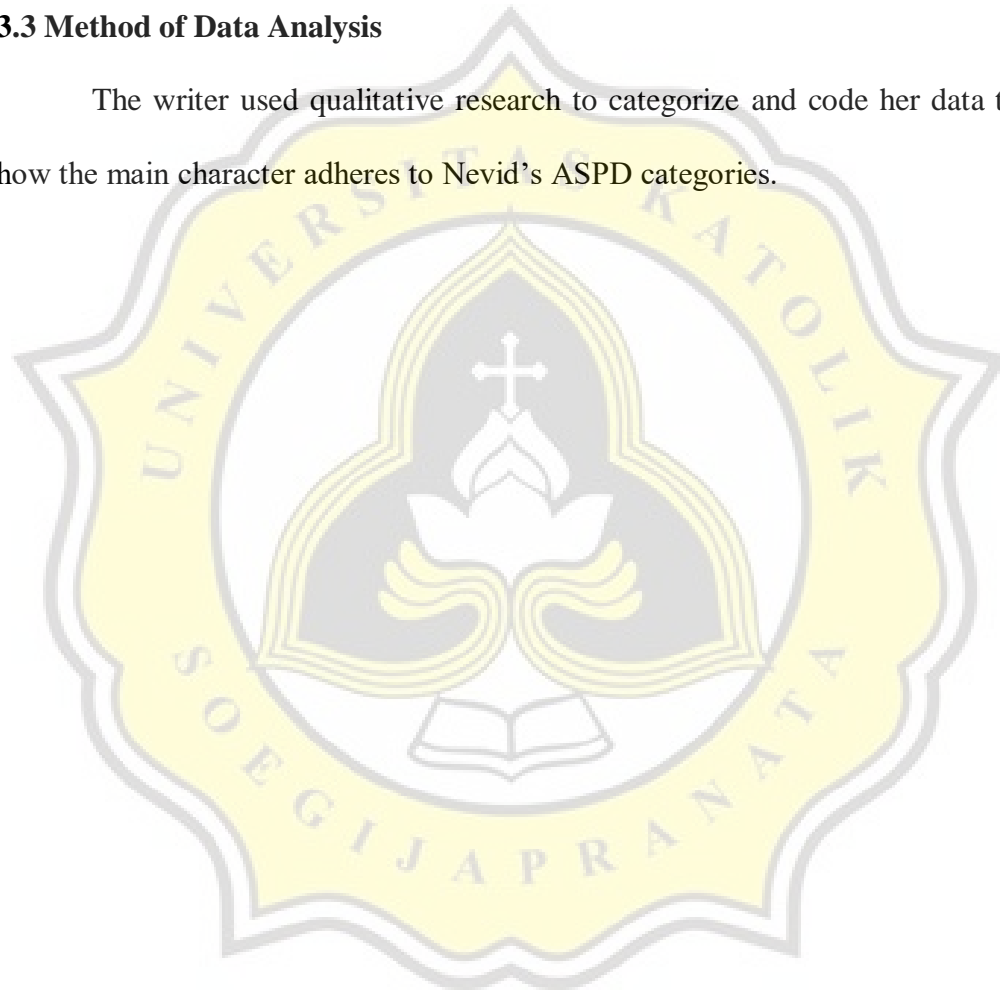 3.3 Method of Data Analysis
The writer used qualitative research to categorize and code her data t
how the main character adheres to Nevid’s ASPD categories.
UNIVERSITAS KATOLIK
SOEGIJAPRANATA